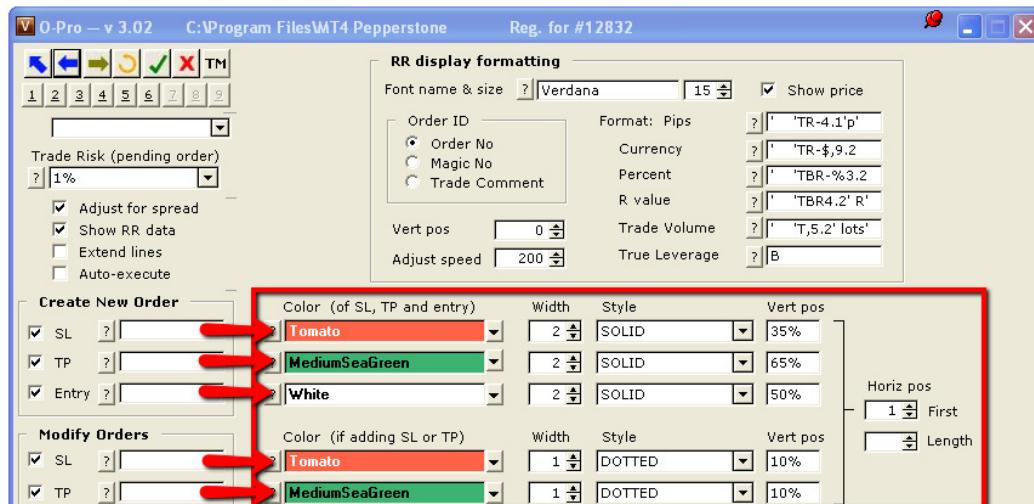 O-Pro — v 3.02 C:\Program Files\MT4 Pepperstone Reg. for #12832
TM
1 2 3 4 5 6 7 8 9
Trade Risk (pending order)
? 1%
Adjust for spread
Show RR data
Extend lines
Auto-execute
RR display formatting
Font name & size ? Verdana 15 Show price
Order ID
Order No
Magic No
Trade Comment
Vert pos 0
Adjust speed 200
Format: Pips ? ' 'TR-4.1'p'
Currency ? ' 'TR-$,9.2
Percent ? ' 'TBR-%3.2
R value ? ' 'TBR4.2' R'
Trade Volume ? ' 'T,5.2' lots'
True Leverage ? B
Create New Order
SL ?
TP ?
Entry ?
Color (of SL, TP and entry) Width Style Vert pos
? Tomato 2 SOLID 35%
? MediumSeaGreen 2 SOLID 65%
? White 2 SOLID 50%
Horiz pos
1 First
Length
Modify Orders
SL ?
TP ?
Color (if adding SL or TP) Width Style Vert pos
? Tomato 1 DOTTED 10%
? MediumSeaGreen 1 DOTTED 10%